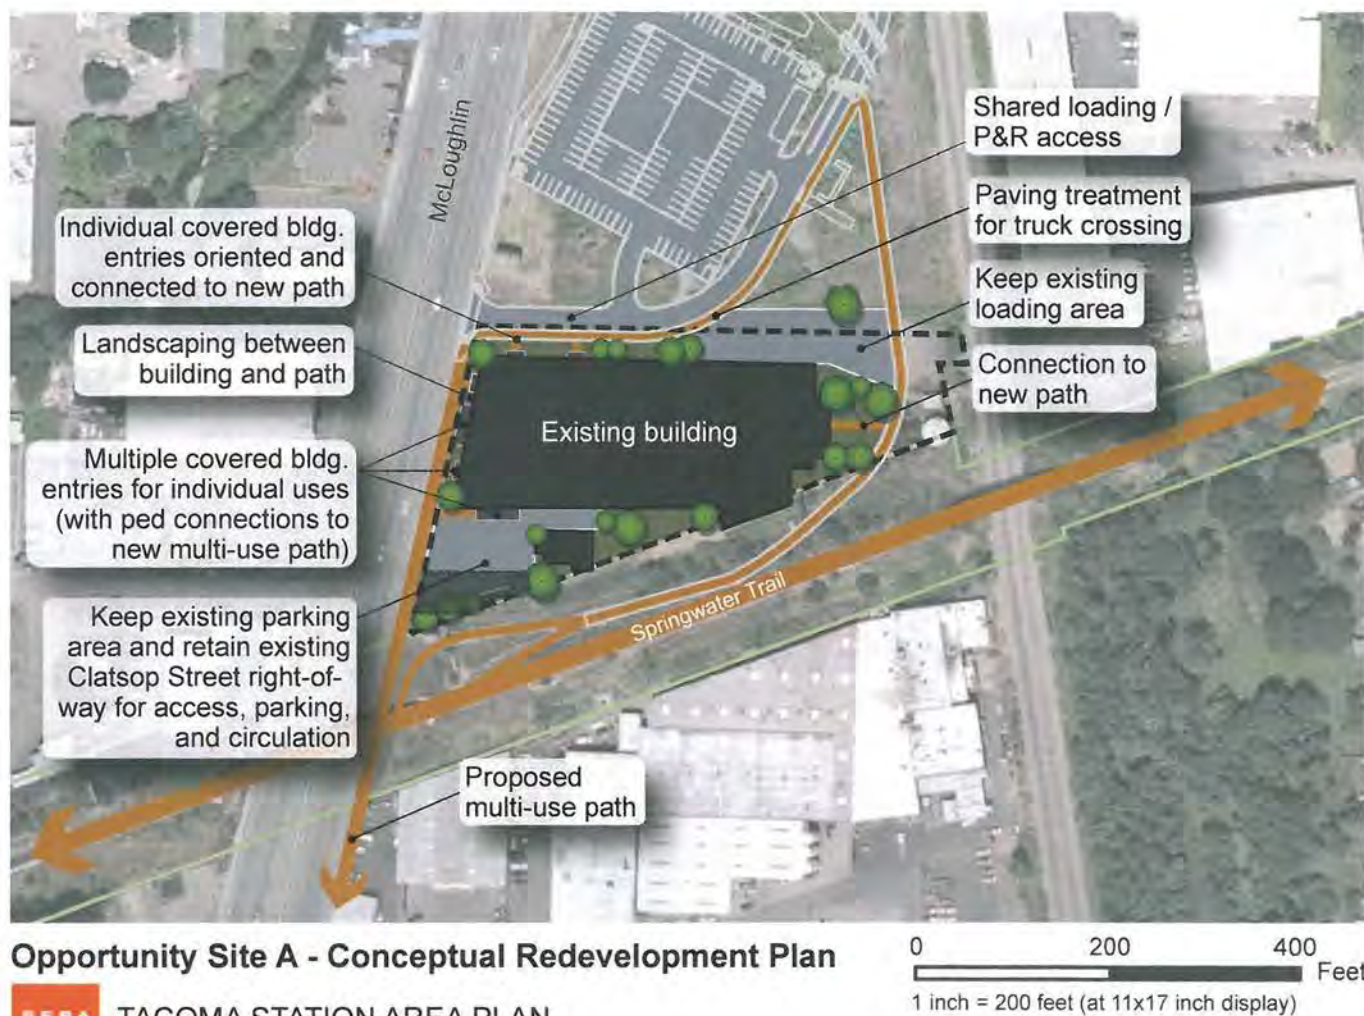 McLoughlin
Shared loading /
P&R access
Paving treatment
for truck crossing
Individual covered bldg.
entries oriented and
connected to new path
Keep existing
loading area
Landscaping between
building and path
Connection to
new path
Existing building
Multiple covered bldg.
entries for individual uses
(with ped connections to
new multi-use path)
Keep existing parking
area and retain existing
Clatsop Street right-of-
way for access, parking,
and circulation
Springwater Trail
Proposed
multi-use path
Opportunity Site A - Conceptual Redevelopment Plan
0 200 400
Feet
1 inch = 200 feet (at 11x17 inch display)
TACOMA STATION AREA PLAN